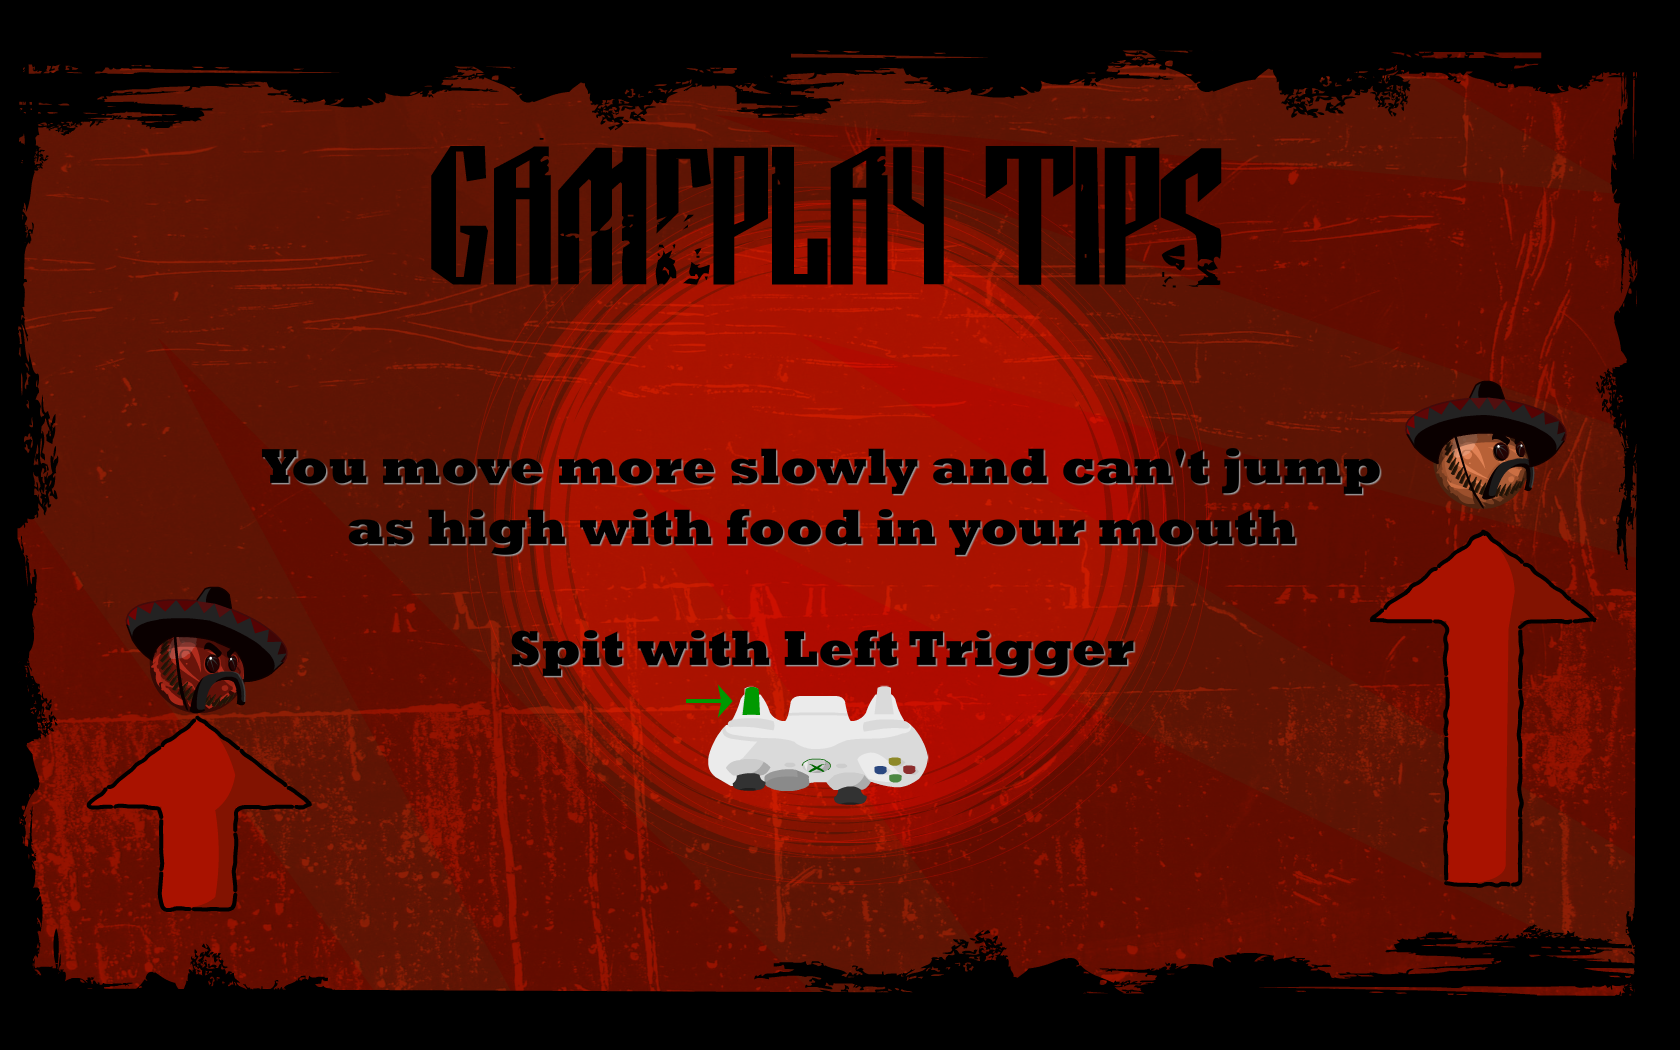 GAMEPLAY TIPS
You move more slowly and can't jump
as high with food in your mouth
Spit with Left Trigger